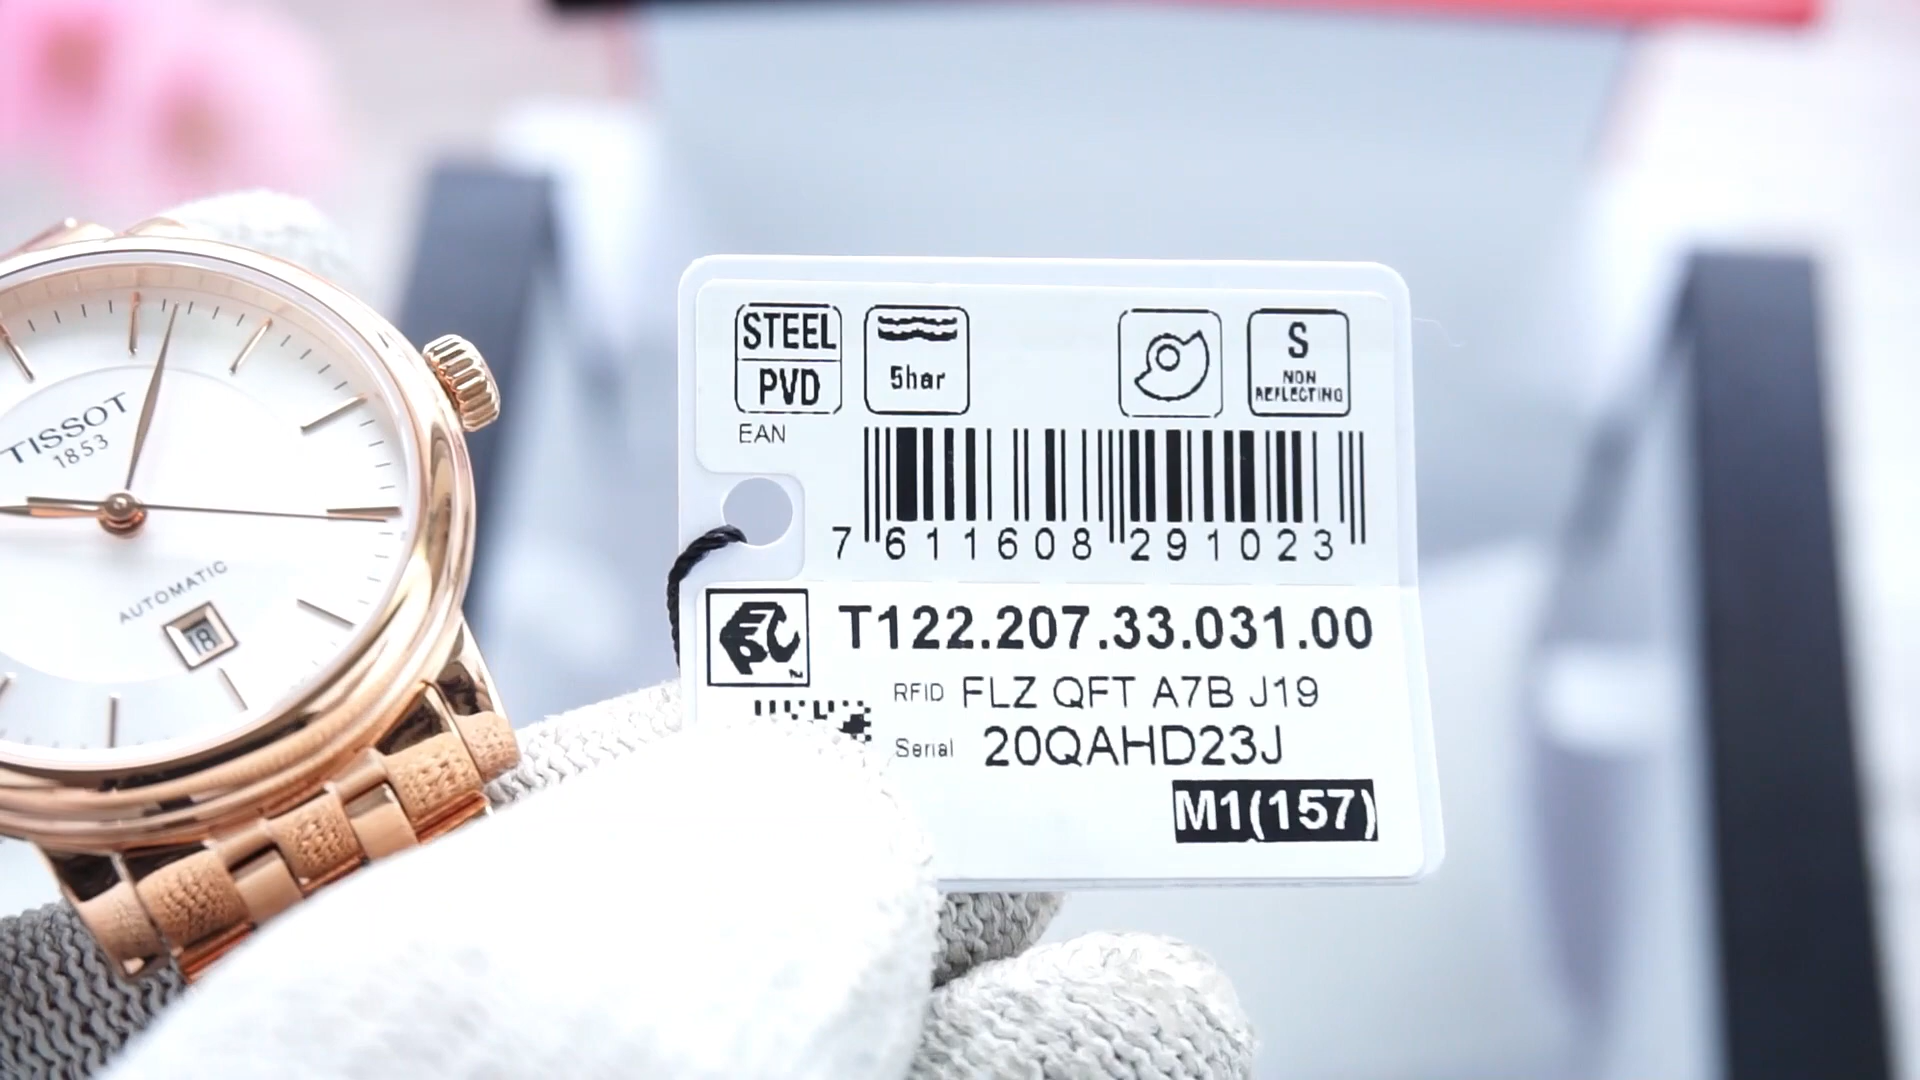 TISSOT
1853
AUTOMATIC
18
STEEL
PVD
5bar
S
NON
REFLECTING
EAN
7 611608 291023
T122.207.33.031.00
RFID FLZ QFT A7B J19
Serial 20QAHD23J
M1(157)